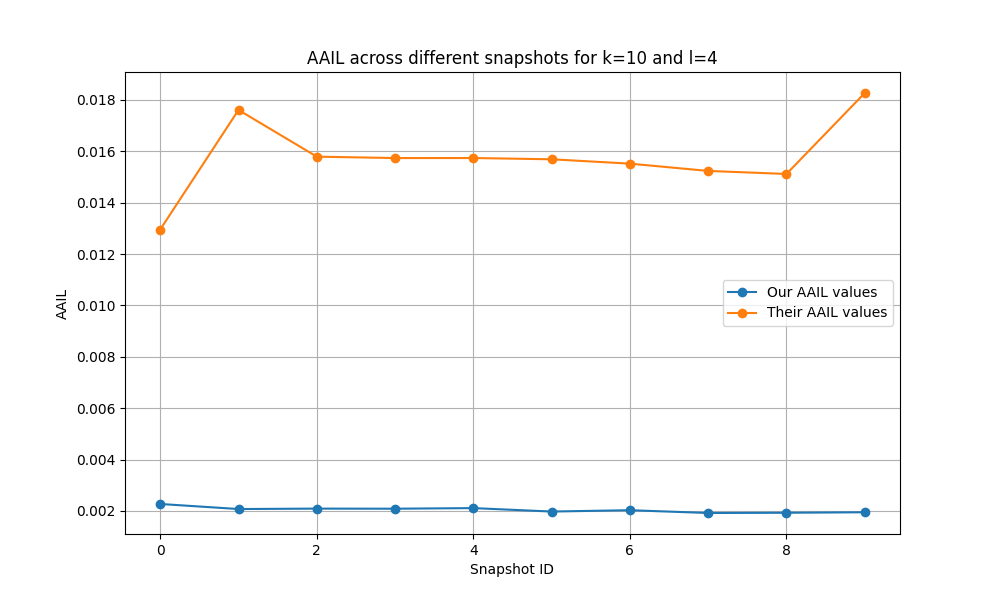 AAIL across different snapshots for k=10 and l=4
0.018
0.016
0.014
0.012
0.010
0.008
0.006
0.004
0.002
AAIL
Our AAIL values
Their AAIL values
0 2 4 6 8
Snapshot ID